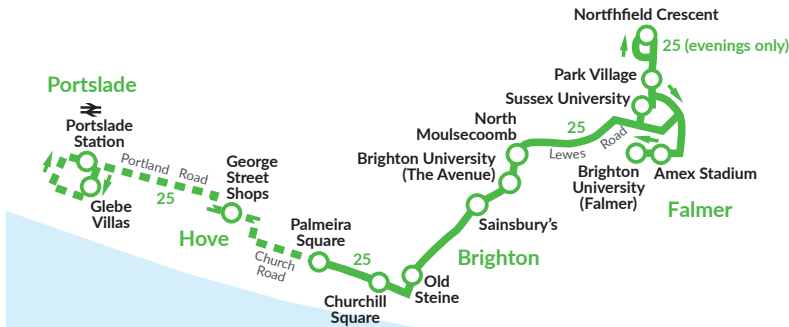 Nortfhfield Crescent
25 (evenings only)
Park Village
Sussex University
Portslade
Portslade
Station
North
Moulsecoomb
25
Lewes Road
Portland Road
George
Street
Shops
Brighton University
(The Avenue)
Brighton
University
(Falmer)
Amex Stadium
25
Glebe
Villas
Falmer
Palmeira
Square
Sainsbury's
Hove
25
Brighton
Church
Road
Old
Steine
Churchill
Square